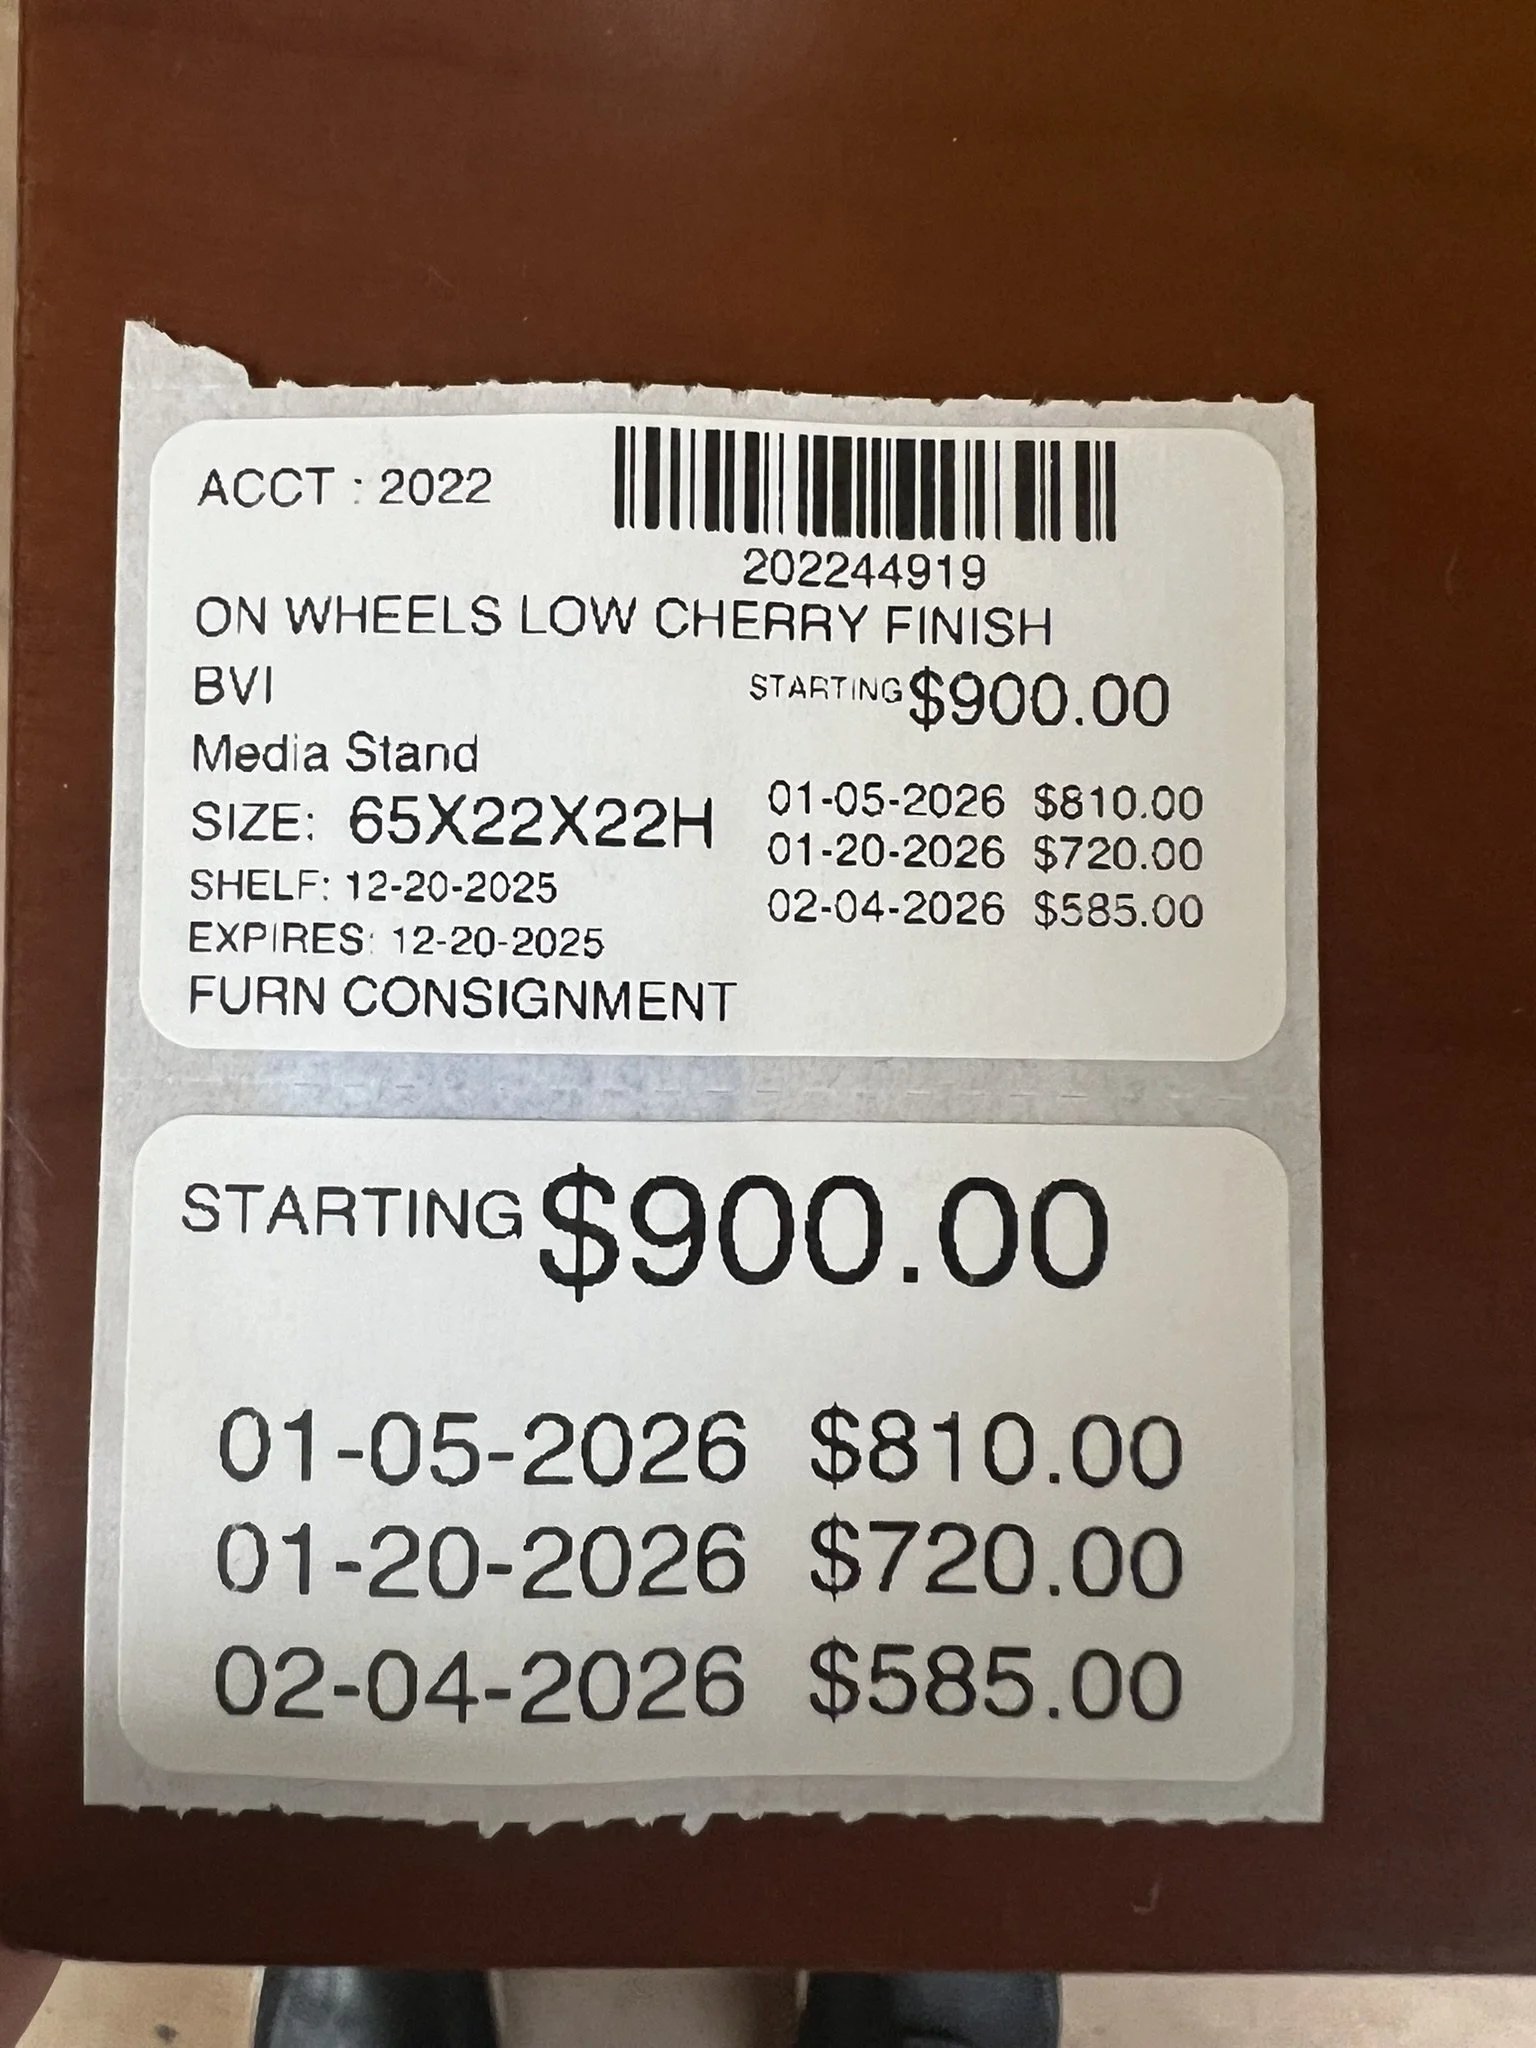 ACCT : 2022
202244919
ON WHEELS LOW CHERRY FINISH
BVI
STARTING $900.00
Media Stand
SIZE: 65X22X22H
01-05-2026 $810.00
01-20-2026 $720.00
02-04-2026 $585.00
SHELF: 12-20-2025
EXPIRES: 12-20-2025
FURN CONSIGNMENT
STARTING $900.00
01-05-2026 $810.00
01-20-2026 $720.00
02-04-2026 $585.00